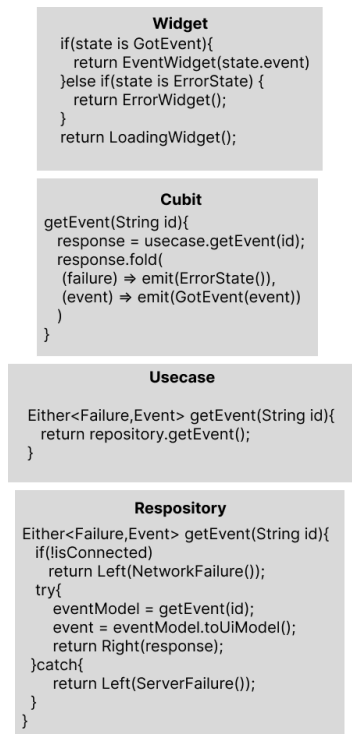 Widget
if(state is GotEvent){
return EventWidget(state.event)
}else if(state is ErrorState) {
return ErrorWidget();
}
return LoadingWidget();
Cubit
getEvent(String id){
response = usecase.getEvent(id);
response.fold(
(failure) => emit(ErrorState()),
(event) => emit(GotEvent(event))
)
}
Usecase
Either<Failure,Event> getEvent(String id){
return repository.getEvent();
}
Respository
Either<Failure,Event> getEvent(String id){
if(!isConnected)
return Left(NetworkFailure());
try{
eventModel = getEvent(id);
event = eventModel.toUiModel();
return Right(response);
}catch{
return Left(ServerFailure());
}
}